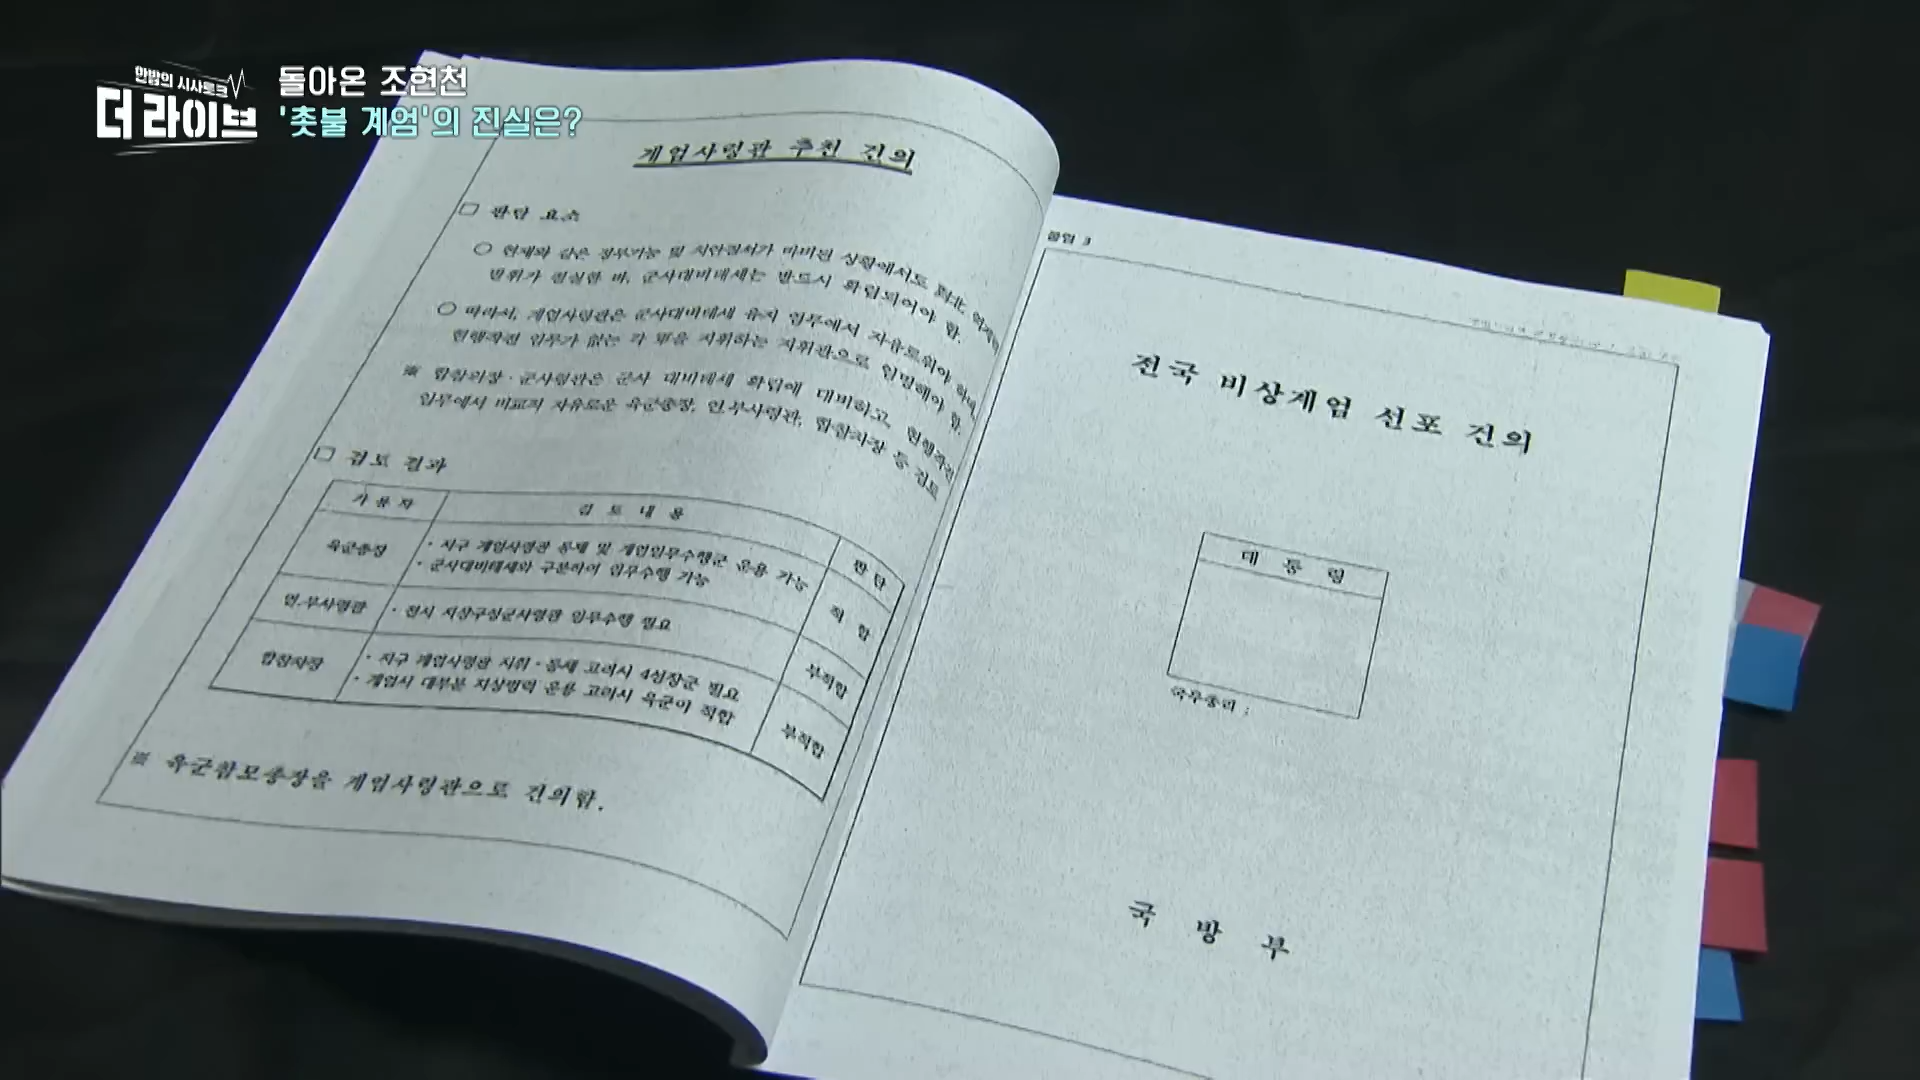 한밤의 시사토크
더 라이브
돌아온 조현천
'촛불 계엄'의 진실은?
계엄사령관 추천 건의
□ 판단 요소
○ 현재와 같은 정부기능 및 치안질서가 미비된 상황에서도 對北
범위가 절실한 바, 군사대비태세는 반드시 확립되어야 함.
○ 따라서, 계엄사령관은 군사대비태세 유지 임무에서 자유로워야 하며,
현행작전 임무가 없는 각 軍을 지휘하는 지휘관으로 임명해야 함.
※ 합참의장·군사령관은 군사 대비태세 확립에 대비하고, 현행작전
임무에서 비교적 자유로운 육군총장, 연.부사령관, 합참차장 등 검토
□ 검토 결과
가용자 검토내용 판단
육군총장 · 지구 계엄사령관 통제 및 계엄임무수행군 운용 가능 적합
· 군사대비태세와 구분하여 임무수행 가능
연.부사령관 · 전시 지상구성군사령관 임무수행 필요 부적합
합참차장 · 지구 계엄사령관 지휘·통제 고려시 4성장군 필요 부적합
· 계엄시 대부분 지상병력 운용 고려시 육군이 적합
※ 육군참모총장을 계엄사령관으로 건의함.
붙임 3
전국 비상계엄 선포 건의
대 통 령
국무총리 :
국 방 부